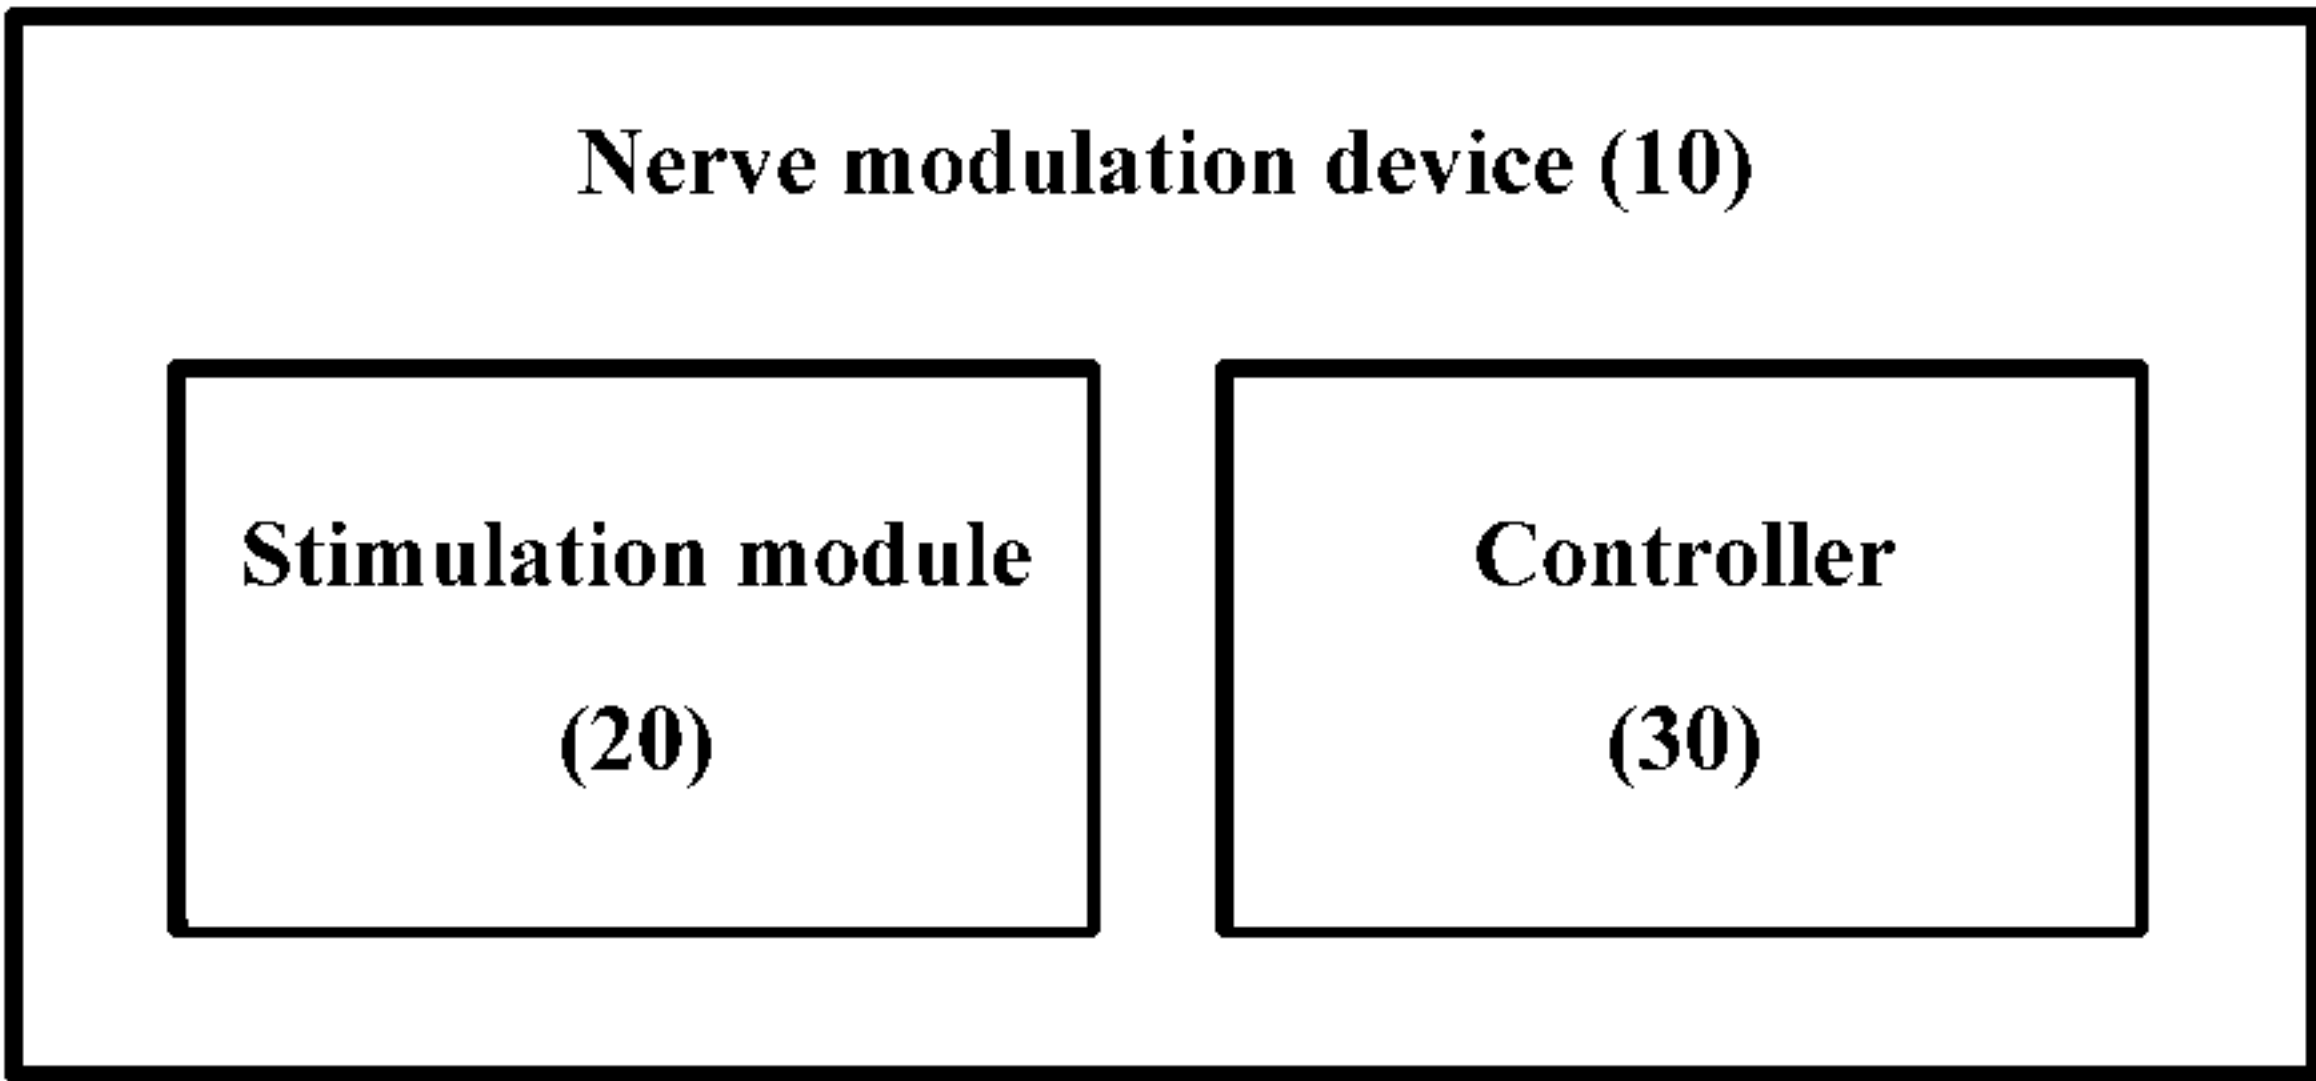 Nerve modulation device (10)
Stimulation module
(20)
Controller
(30)